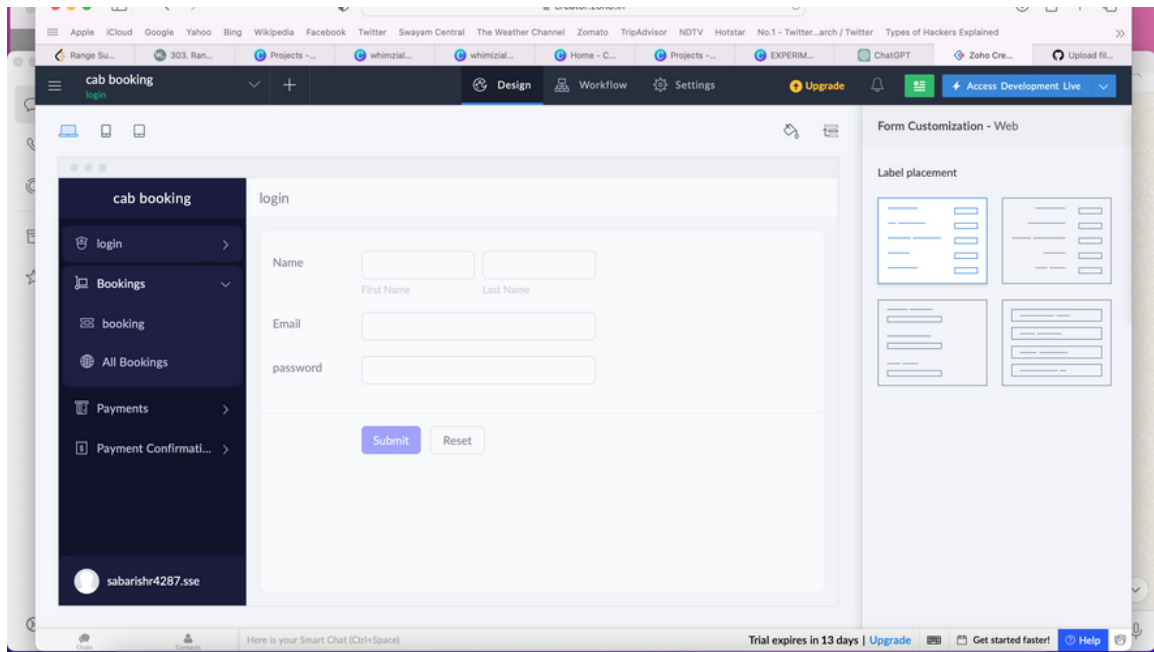 Apple iCloud Google Yahoo Bing Wikipedia Facebook Twitter Swayam Central The Weather Channel Zomato TripAdvisor NDTV Hotstar No.1 - Twitter...arch / Twitter Types of Hackers Explained
Range Su... 303. Ran... Projects -... whimzial... whimizial... Home - C... Projects -... EXPERIM... ChatGPT Zoho Cre... Upload fil...
cab booking
login
Design Workflow Settings Upgrade Access Development Live
Form Customization - Web
Label placement
cab booking
login
login
Bookings
booking
All Bookings
Payments
Payment Confirmati...
sabarishr4287.sse
Name
First Name Last Name
Email
password
Submit Reset
Chats Contacts Here is your Smart Chat (Ctrl+Space) Trial expires in 13 days | Upgrade Get started faster! Help